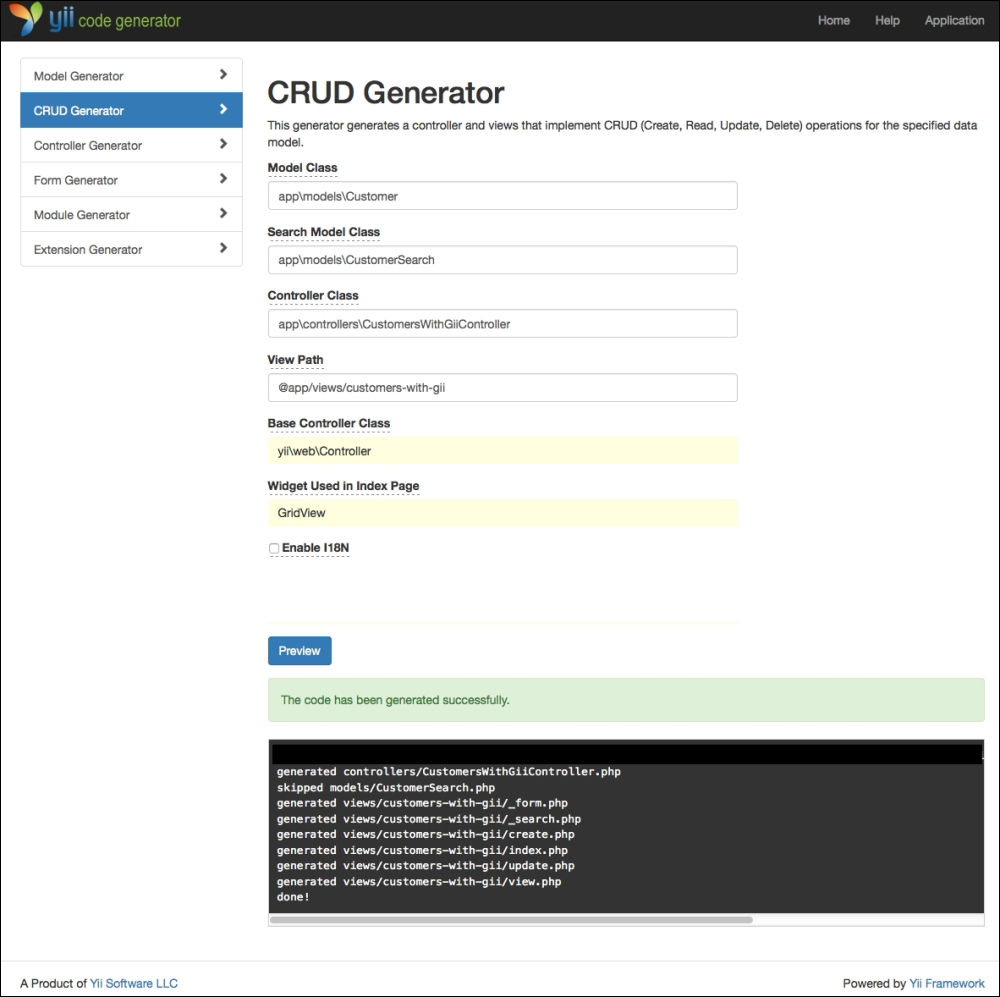 yii code generator
Home Help Application
Model Generator
CRUD Generator
Controller Generator
Form Generator
Module Generator
Extension Generator
CRUD Generator
This generator generates a controller and views that implement CRUD (Create, Read, Update, Delete) operations for the specified data
model.
Model Class
app\models\Customer
Search Model Class
app\models\CustomerSearch
Controller Class
app\controllers\CustomersWithGiiController
View Path
@app/views/customers-with-gii
Base Controller Class
yii\web\Controller
Widget Used in Index Page
GridView
Enable I18N
Preview
The code has been generated successfully.
generated controllers/CustomersWithGiiController.php
skipped models/CustomerSearch.php
generated views/customers-with-gii/_form.php
generated views/customers-with-gii/_search.php
generated views/customers-with-gii/create.php
generated views/customers-with-gii/index.php
generated views/customers-with-gii/update.php
generated views/customers-with-gii/view.php
done!
A Product of Yii Software LLC
Powered by Yii Framework